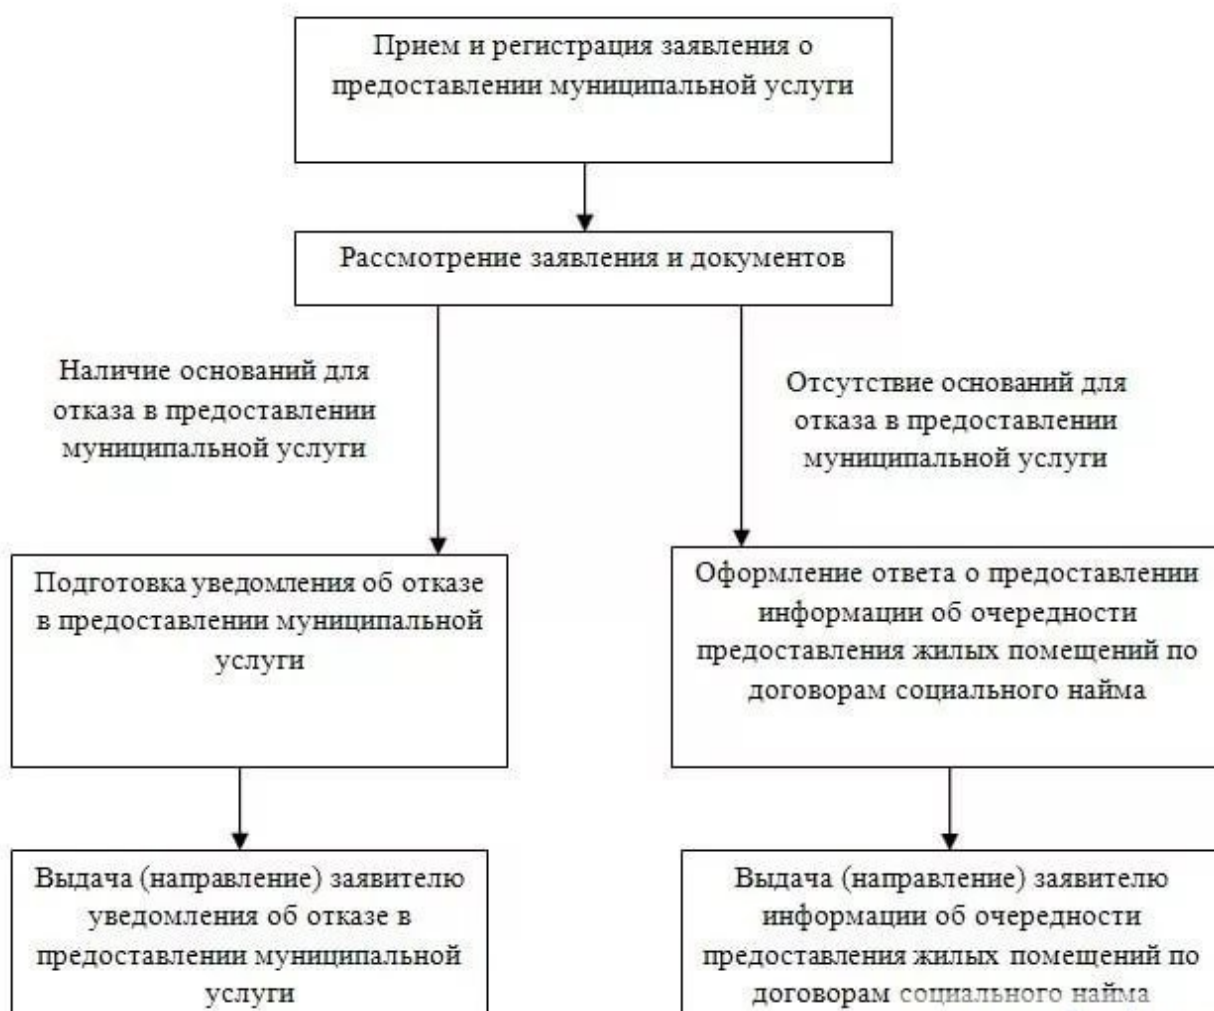 Прием и регистрация заявления о
предоставлении муниципальной услуги
Рассмотрение заявления и документов
Наличие оснований для
отказа в предоставлении
муниципальной услуги
Отсутствие оснований для
отказа в предоставлении
муниципальной услуги
Подготовка уведомления об отказе
в предоставлении муниципальной
услуги
Оформление ответа о предоставлении
информации об очередности
предоставления жилых помещений по
договорам социального найма
Выдача (направление) заявителю
уведомления об отказе в
предоставлении муниципальной
услуги
Выдача (направление) заявителю
информации об очередности
предоставления жилых помещений по
договорам социального найма